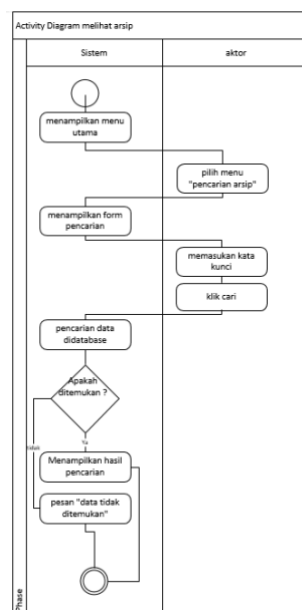 Activity Diagram melihat arsip
Sistem
aktor
menampilkan menu
utama
pilih menu
"pencarian arsip"
menampilkan form
pencarian
memasukan kata
kunci
klik cari
pencarian data
didatabase
Apakah
ditemukan ?
tidak
Ya
Menampilkan hasil
pencarian
pesan "data tidak
ditemukan"
Phase